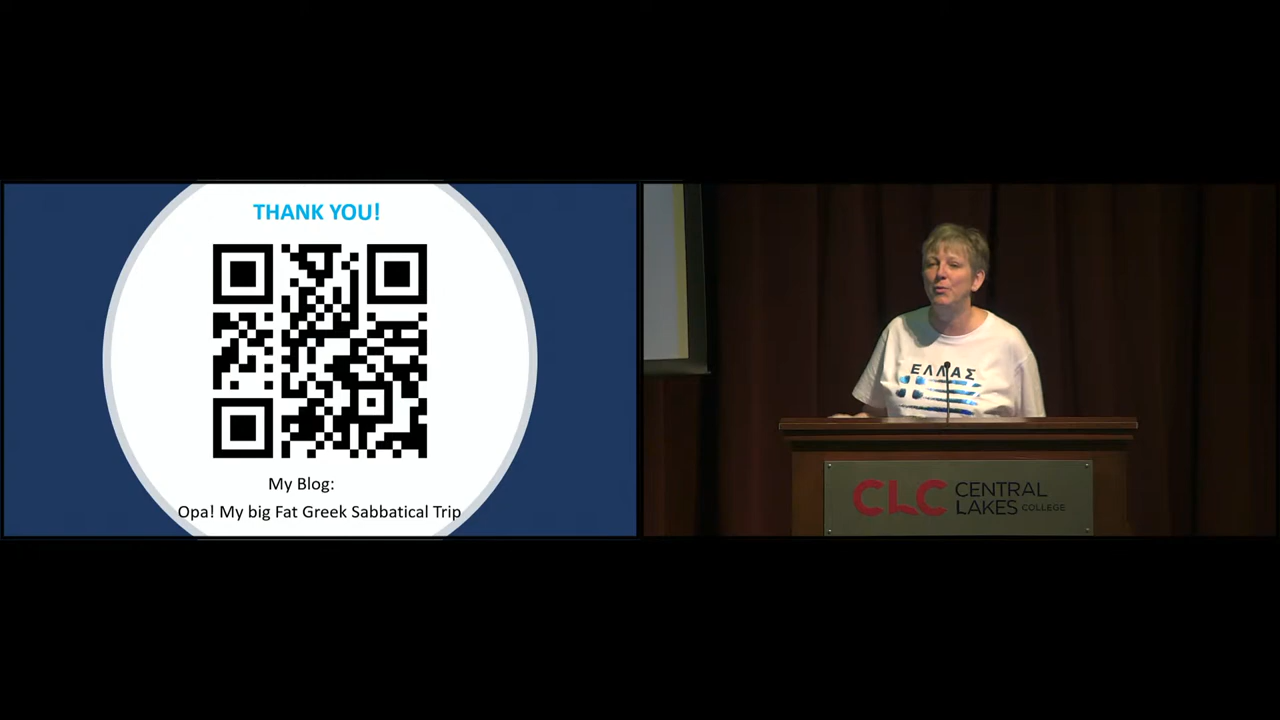 THANK YOU!
My Blog:
Opa! My big Fat Greek Sabbatical Trip
ΕΛΛΑΣ
CLC CENTRAL
LAKES COLLEGE